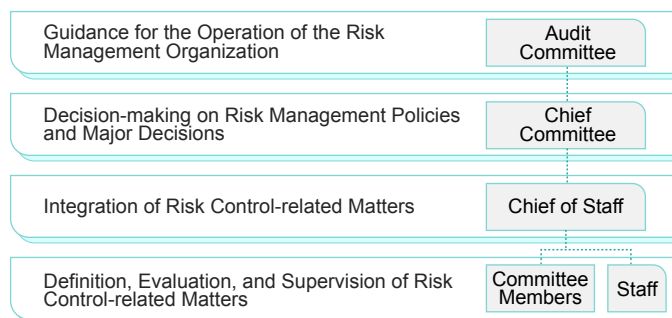 Guidance for the Operation of the Risk
Management Organization
Audit
Committee
Decision-making on Risk Management Policies
and Major Decisions
Chief
Committee
Integration of Risk Control-related Matters
Chief of Staff
Definition, Evaluation, and Supervision of Risk
Control-related Matters
Committee
Members
Staff